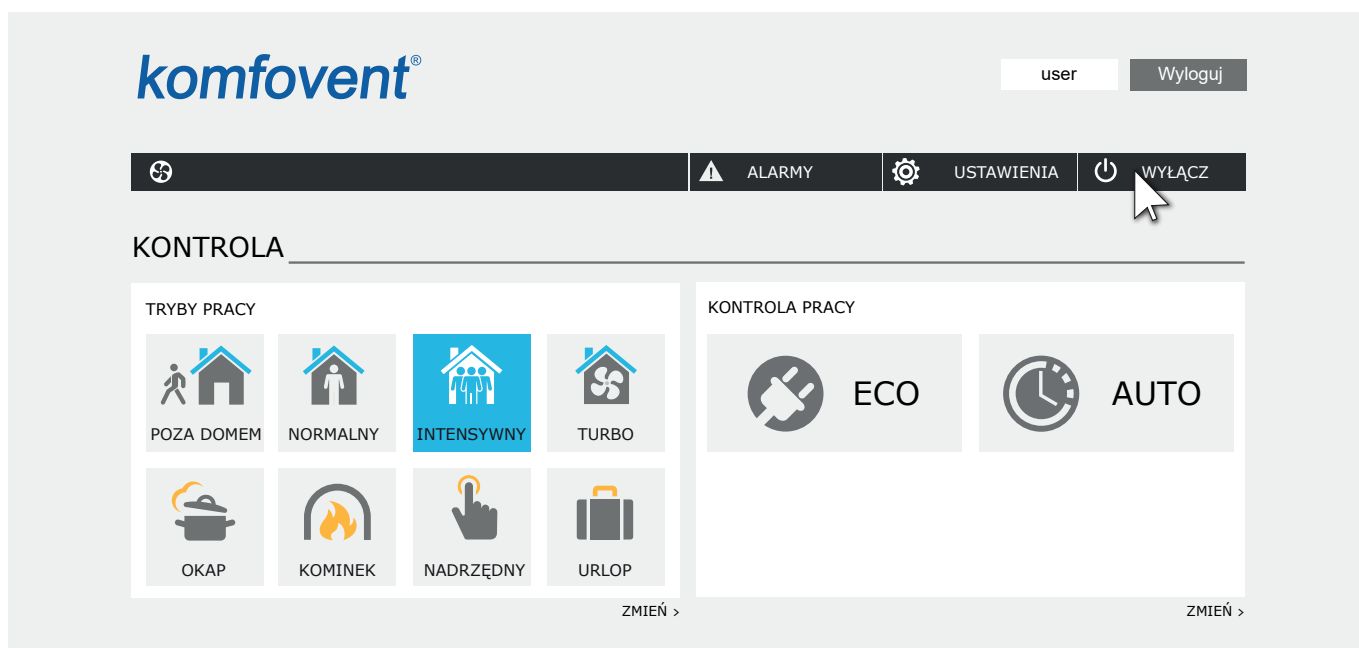 komfovent®
user Wyloguj
ALARMY USTAWIENIA WYŁĄCZ
KONTROLA
TRYBY PRACY
POZA DOMEM NORMALNY INTENSYWNY TURBO
OKAP KOMINEK NADRZĘDNY URLOP
ZMIEŃ >
KONTROLA PRACY
ECO AUTO
ZMIEŃ >